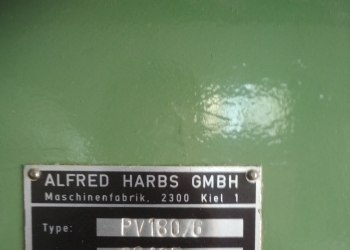 ALFRED HARBS GMBH
Maschinenfabrik. 2300 Kiel 1
Type: PV180/6